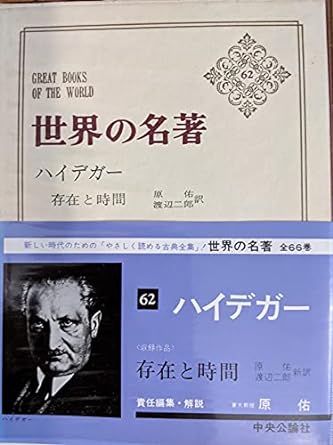 GREAT BOOKS
OF THE WORLD
62
世界の名著
ハイデガー
存在と時間
原 佑
渡辺二郎 訳
新しい時代のための「やさしく読める古典全集」! 世界の名著 全66巻
62 ハイデガー
〈収録作品〉
存在と時間
原 佑
渡辺二郎 新訳
責任編集・解説 東大教授 原 佑
ハイデガー
中央公論社